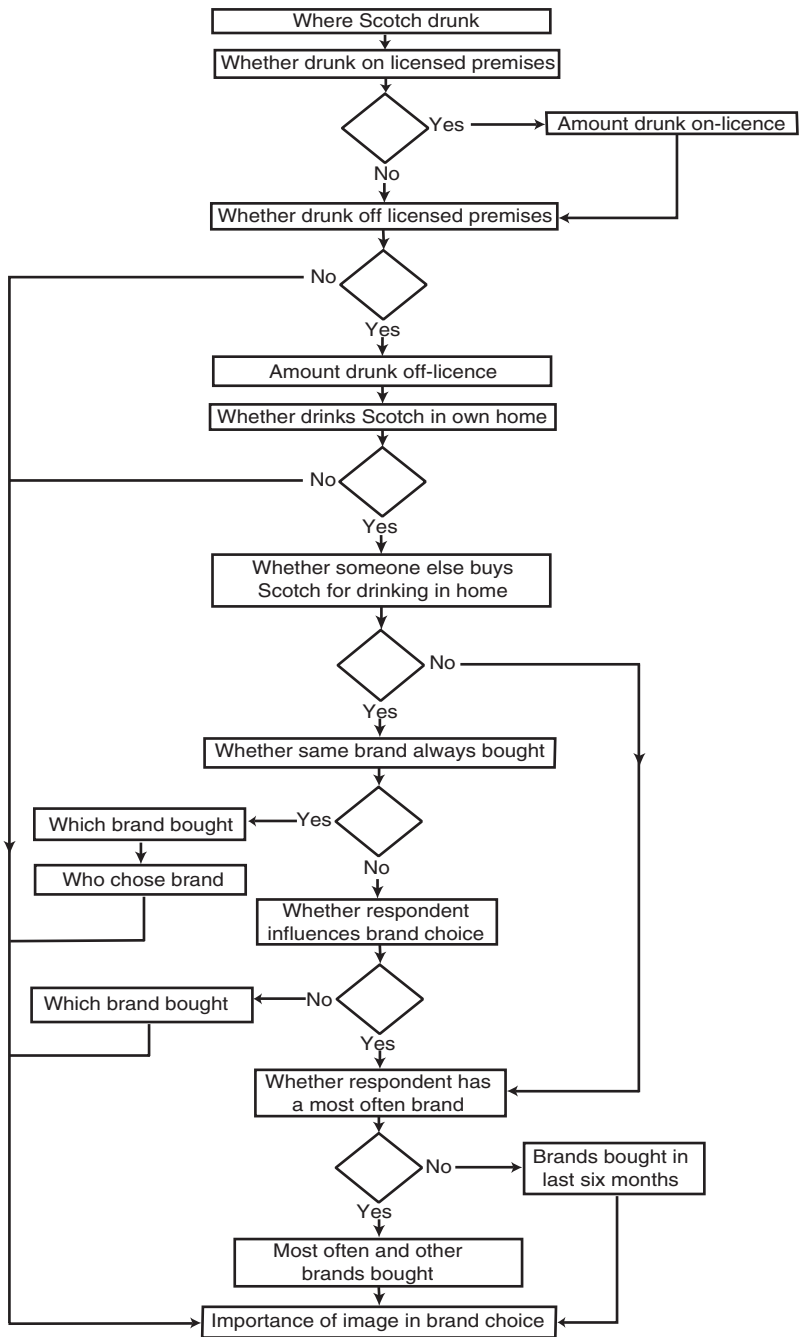 Where Scotch drunk
Whether drunk on licensed premises
Yes
Amount drunk on-licence
No
Whether drunk off licensed premises
No
Yes
Amount drunk off-licence
Whether drinks Scotch in own home
No
Yes
Whether someone else buys
Scotch for drinking in home
No
Yes
Whether same brand always bought
Which brand bought
Yes
Who chose brand
No
Whether respondent
influences brand choice
Which brand bought
No
Yes
Whether respondent has
a most often brand
No
Brands bought in
last six months
Yes
Most often and other
brands bought
Importance of image in brand choice